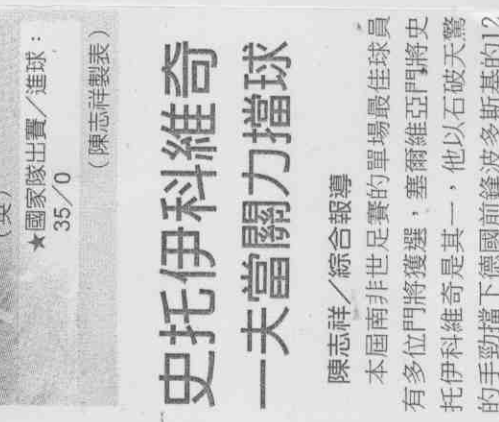 (英)
★國家隊出賽／進球：
35/0
(陳志祥製表)
史托伊科維奇
一夫當關力擋球
陳志祥／綜合報導
本屆南非世足賽的單場最佳球員
有多位門將獲選，塞爾維亞門將史
托伊科維奇是其一，他以石破天驚
的手勁擋下德國前鋒波多斯基的12